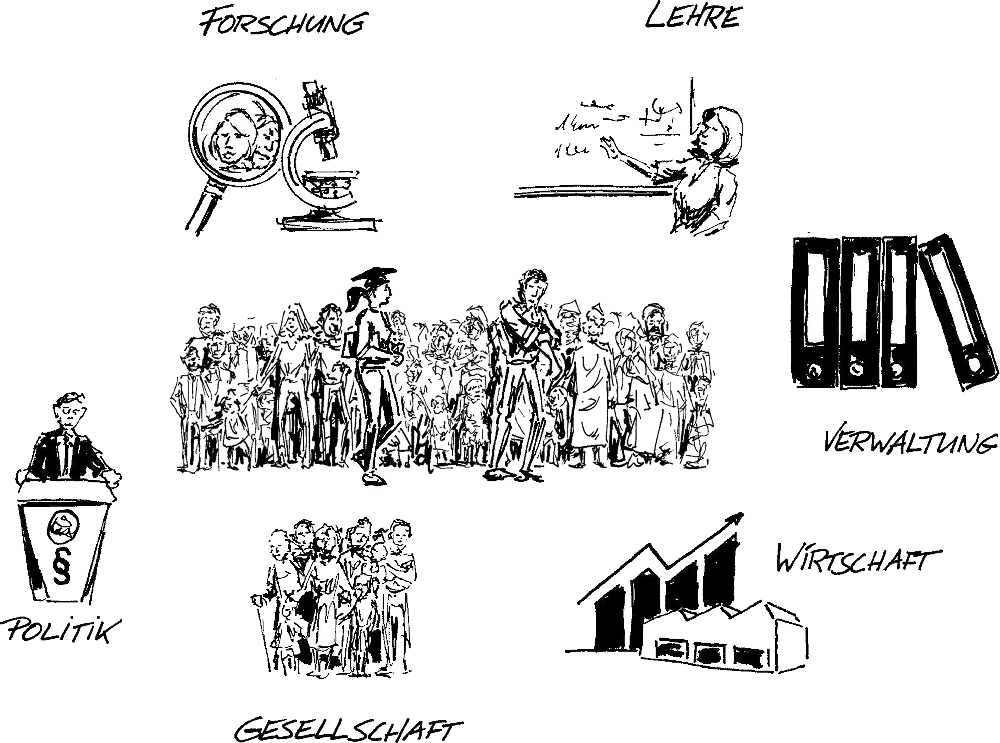 FORSCHUNG
LEHRE
VERWALTUNG
WIRTSCHAFT
§
POLITIK
GESELLSCHAFT